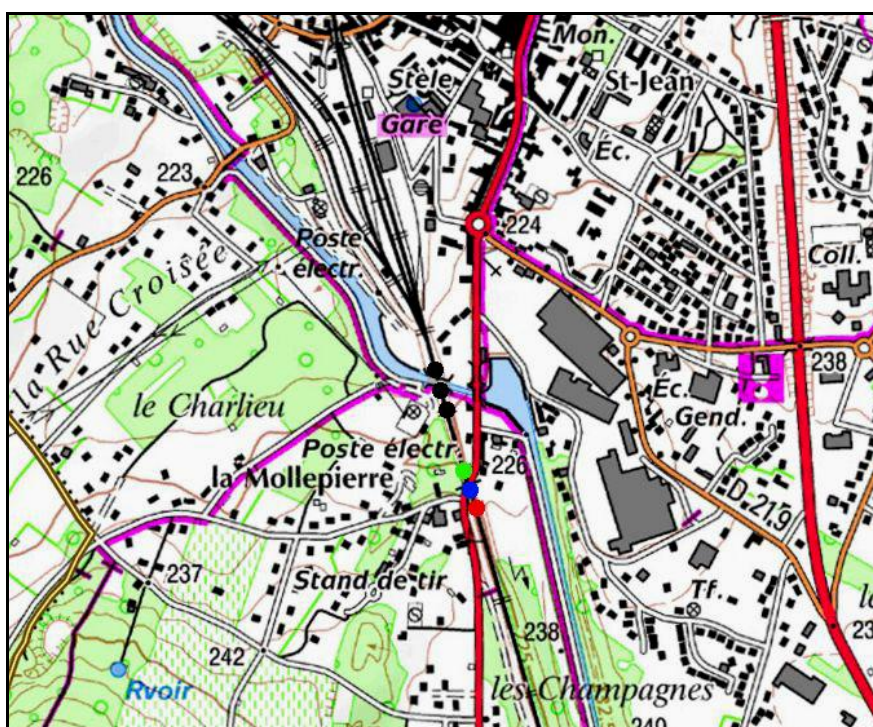 Mon.
Stèle
St-Jean
Gare
Éc.
226
223
224
Poste
électr.
Coll.
la Rue Croisée
238
le Charlieu
Éc.
Gend.
Poste électr.
226
la Mollepierre
D 219
237
Stand de tir
Tf.
238
242
Rvoir
les Champagnes